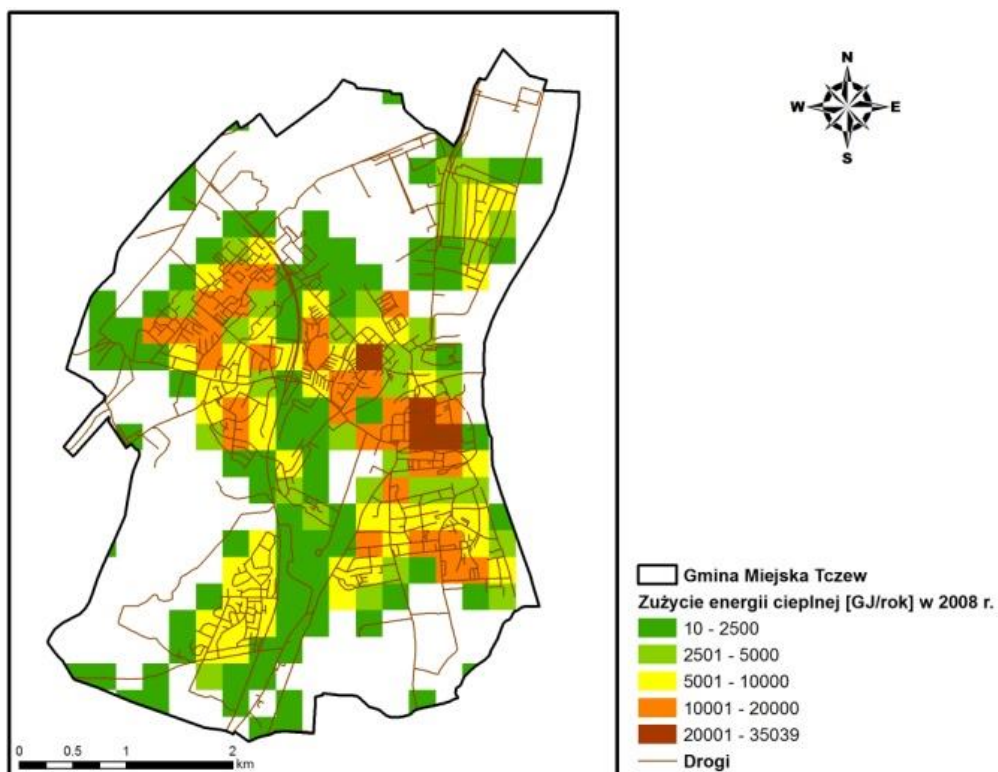 N
W E
S
Gmina Miejska Tczew
Zużycie energii cieplnej [GJ/rok] w 2008 r.
10 - 2500
2501 - 5000
5001 - 10000
10001 - 20000
20001 - 35039
Drogi
0 0.5 1 2
km